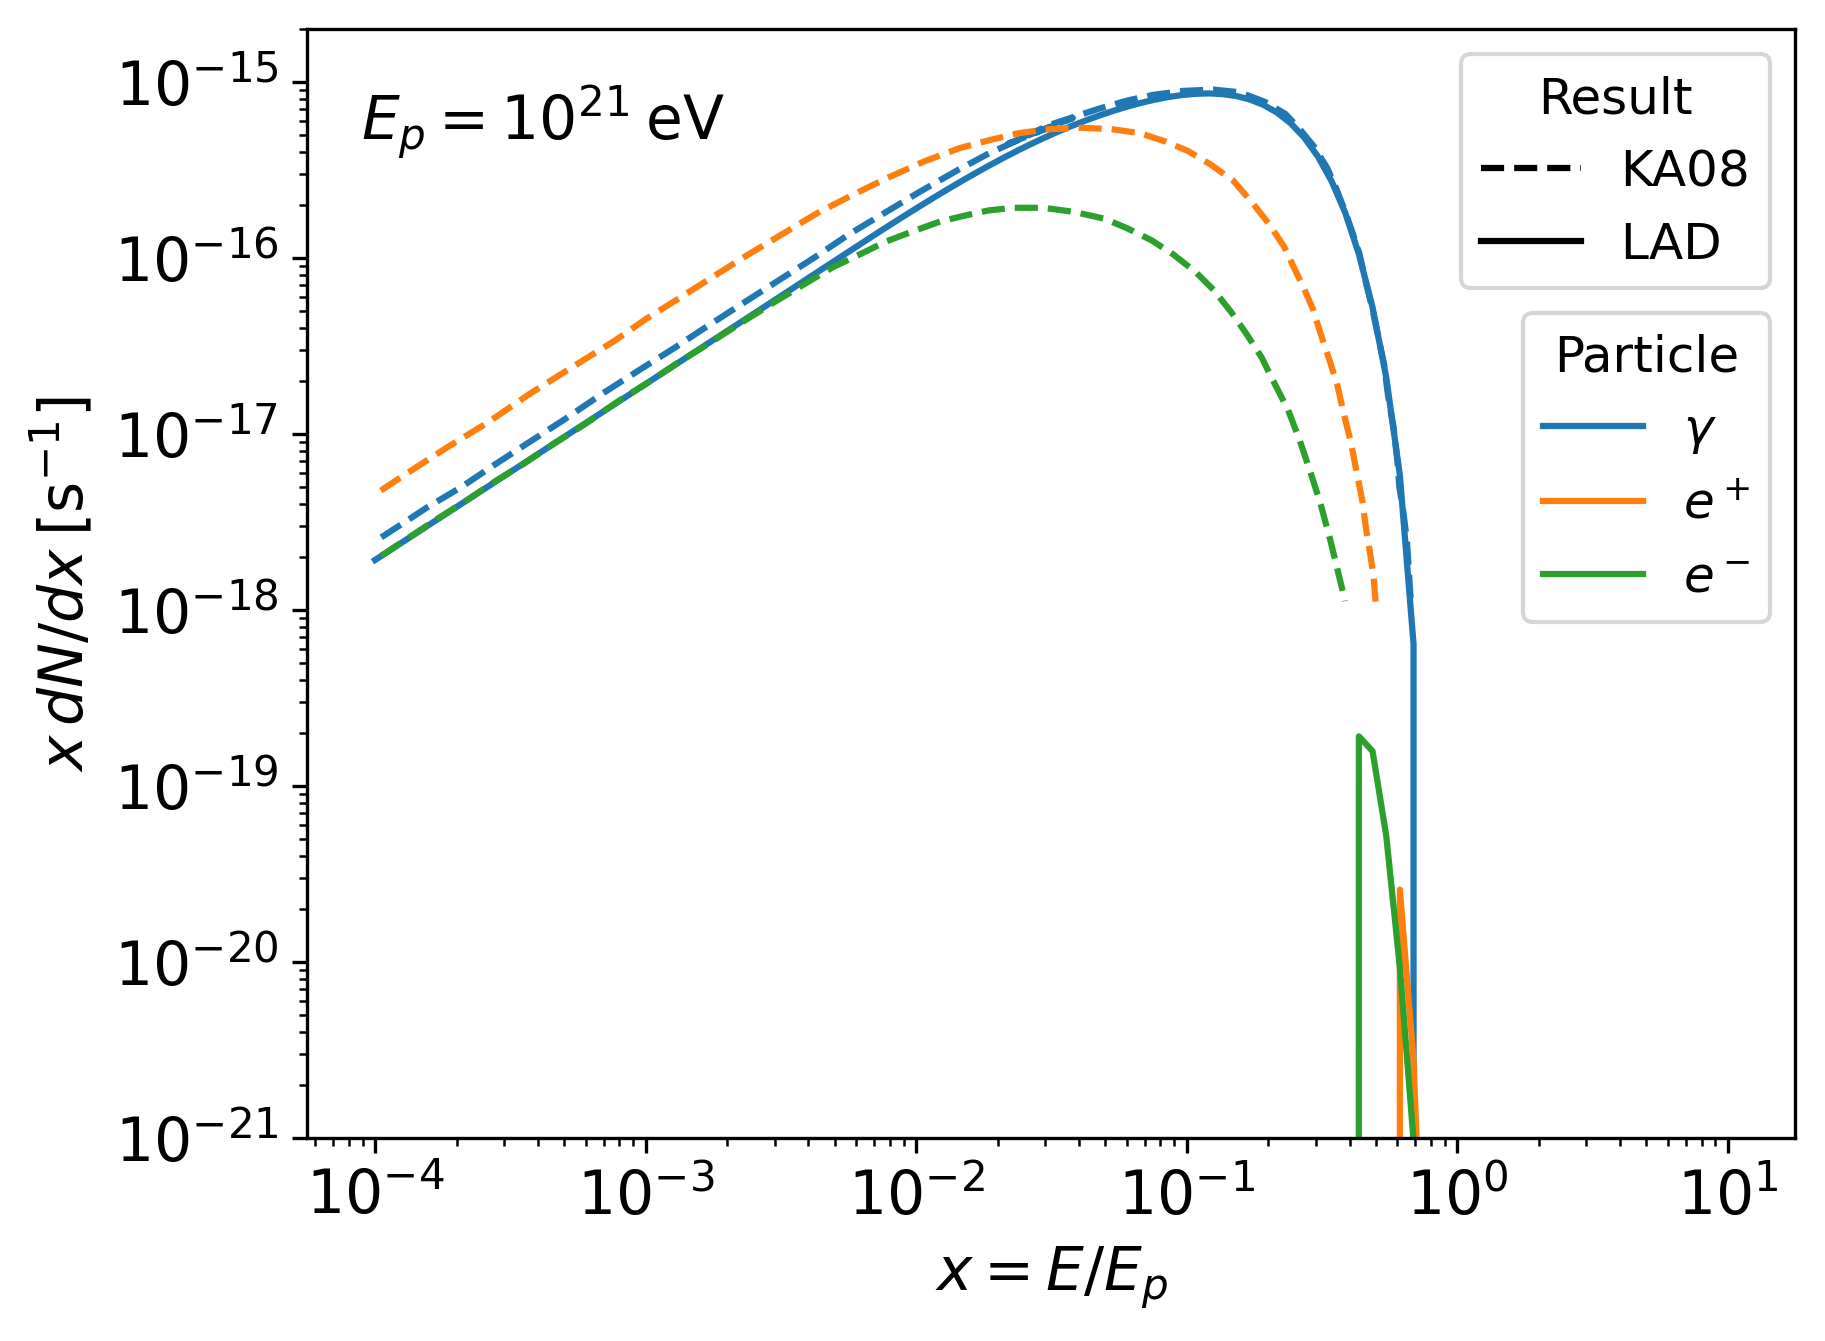 E_p = 10^21 eV
Result
KA08
LAD
Particle
γ
e^+
e^−
x dN/dx [s^−1]
10^−15
10^−16
10^−17
10^−18
10^−19
10^−20
10^−21
10^−4 10^−3 10^−2 10^−1 10^0 10^1
x = E/E_p